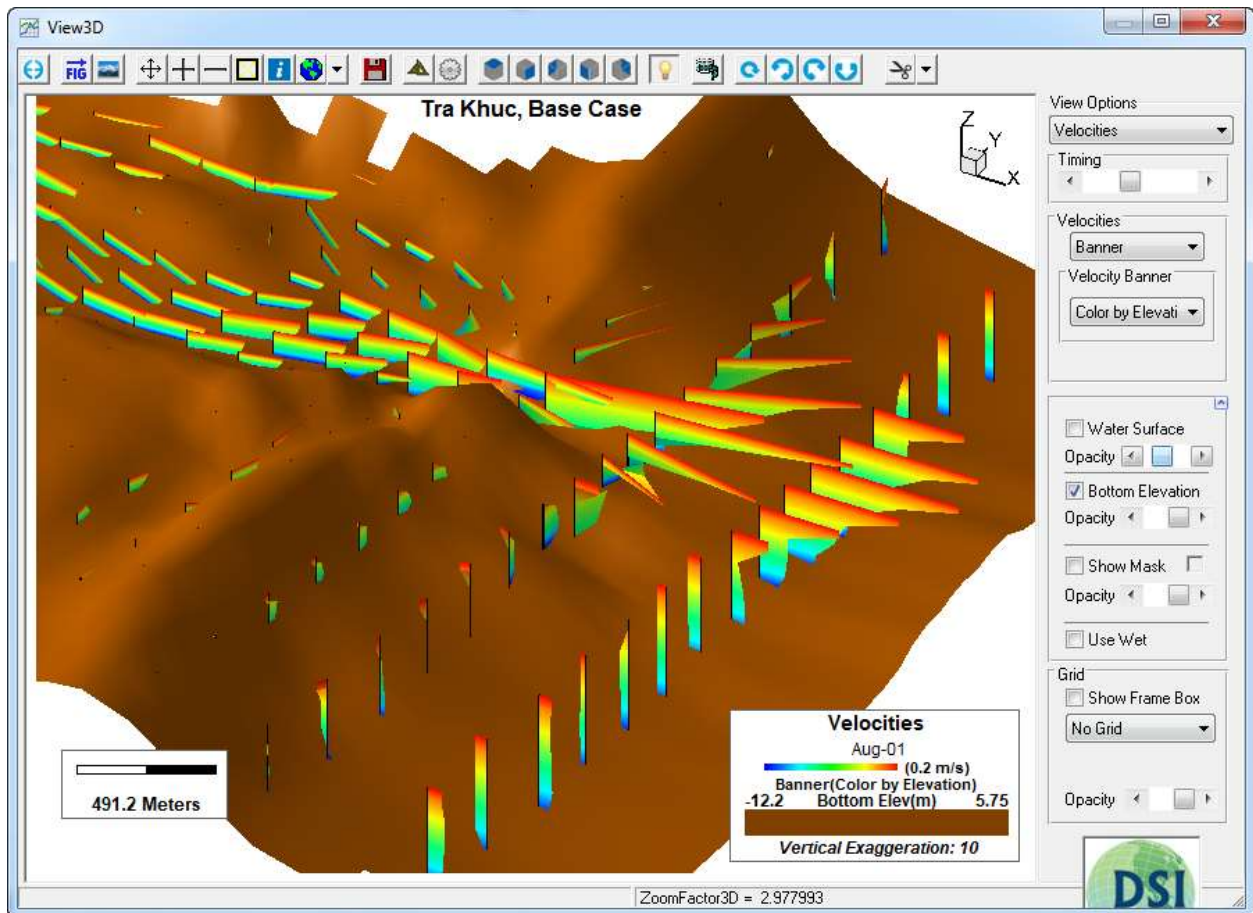 View3D
FIG
Tra Khuc, Base Case
Z
Y
X
491.2 Meters
Velocities
Aug-01
(0.2 m/s)
Banner(Color by Elevation)
-12.2 Bottom Elev(m) 5.75
Vertical Exaggeration: 10
View Options
Velocities
Timing
Velocities
Banner
Velocity Banner
Color by Elevati
Water Surface
Opacity
Bottom Elevation
Opacity
Show Mask
Opacity
Use Wet
Grid
Show Frame Box
No Grid
Opacity
DSI
ZoomFactor3D = 2.977993